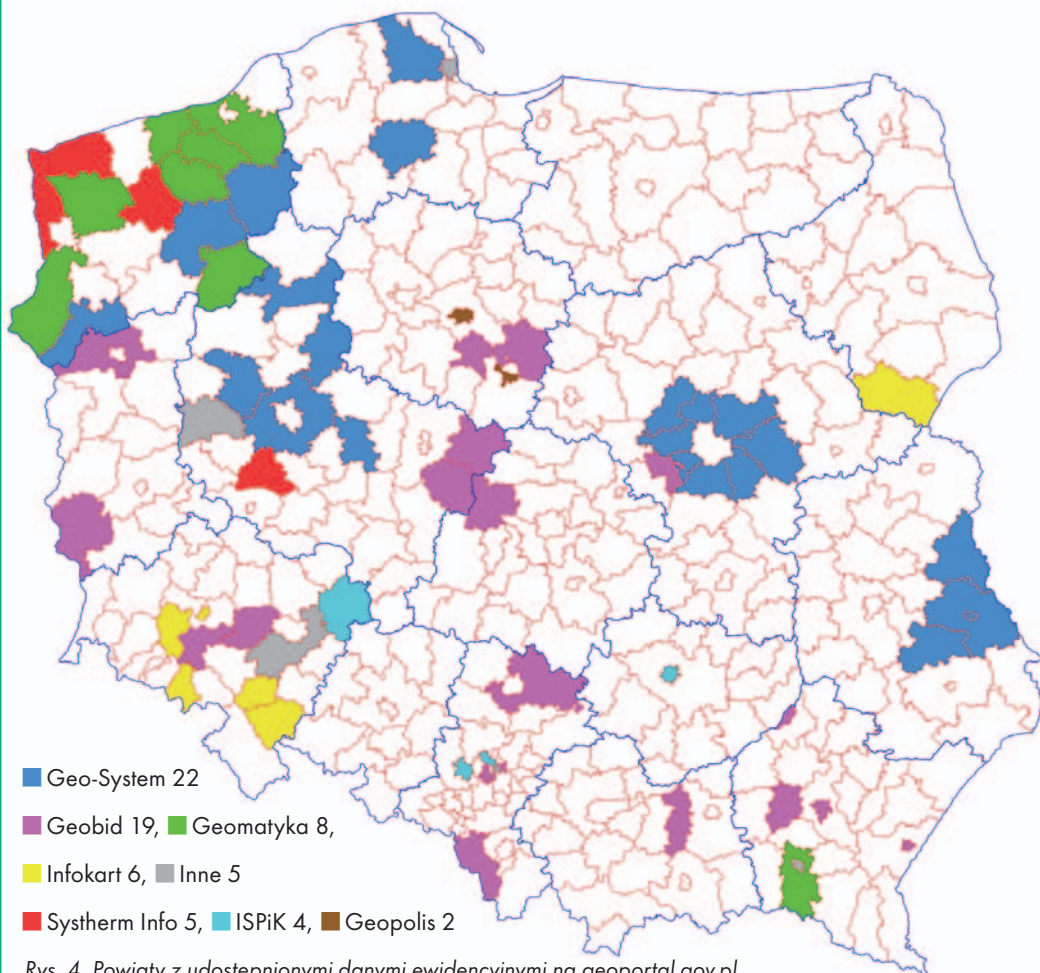 Geo-System 22
Geobid 19, Geomatyka 8,
Infokart 6, Inne 5
Systherm Info 5, ISPiK 4, Geopolis 2
Rys. 4. Powiaty z udostępnionymi danymi ewidencyjnymi na geoportal.gov.pl